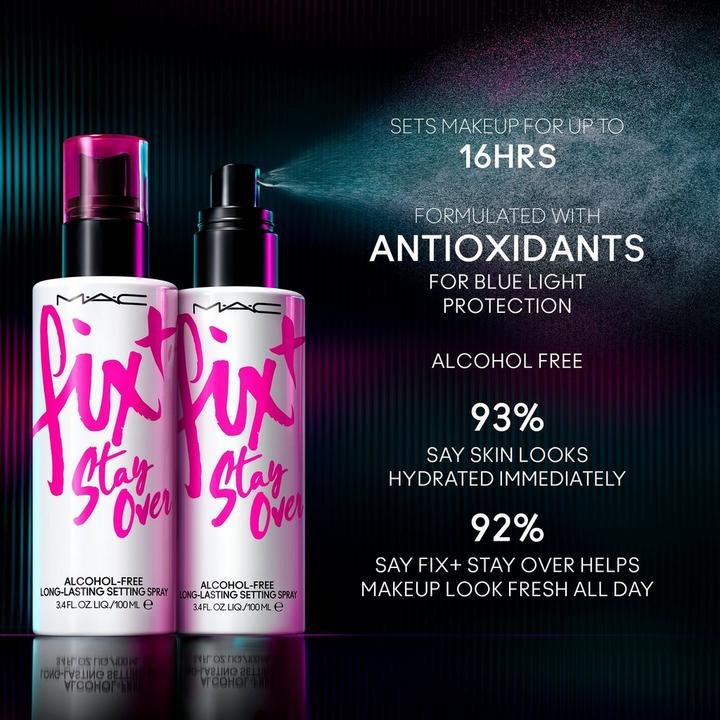 SETS MAKEUP FOR UP TO
16HRS
FORMULATED WITH
ANTIOXIDANTS
FOR BLUE LIGHT
PROTECTION
ALCOHOL FREE
93%
SAY SKIN LOOKS
HYDRATED IMMEDIATELY
92%
SAY FIX+ STAY OVER HELPS
MAKEUP LOOK FRESH ALL DAY
M·A·C
fix+
Stay
Over
ALCOHOL-FREE
LONG-LASTING SETTING SPRAY
3.4 FL. OZ. LIQ./100 ML ℮
M·A·C
fix+
Stay
Over
ALCOHOL-FREE
LONG-LASTING SETTING SPRAY
3.4 FL. OZ. LIQ./100 ML ℮